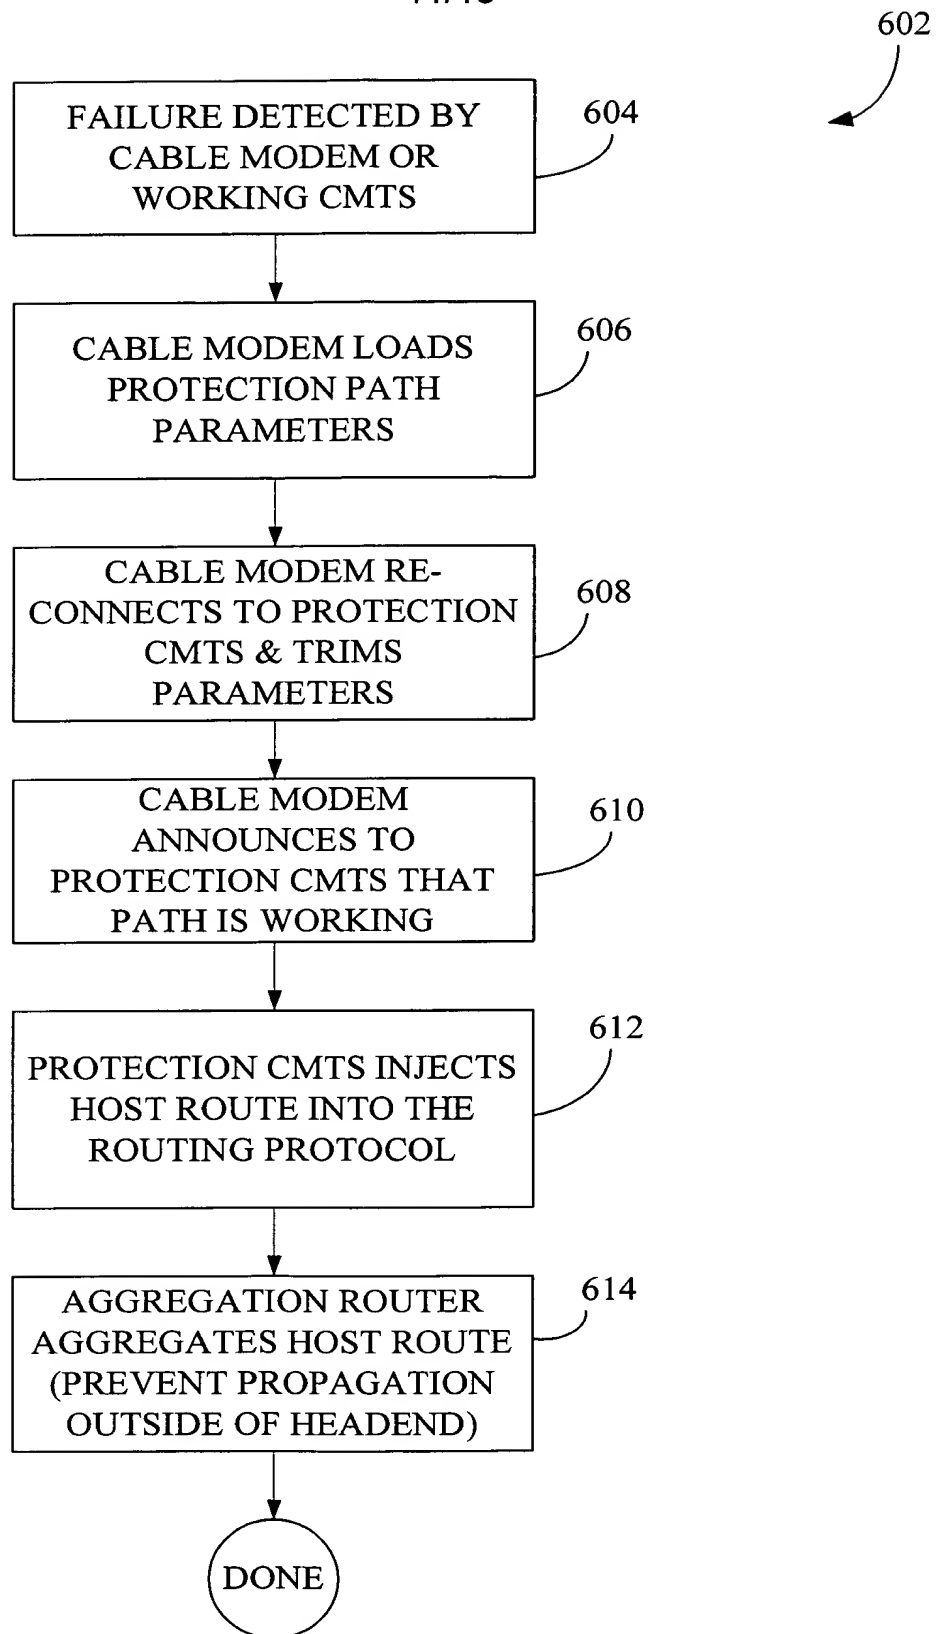 602
FAILURE DETECTED BY
CABLE MODEM OR
WORKING CMTS
604
CABLE MODEM LOADS
PROTECTION PATH
PARAMETERS
606
CABLE MODEM RE-
CONNECTS TO PROTECTION
CMTS & TRIMS
PARAMETERS
608
CABLE MODEM
ANNOUNCES TO
PROTECTION CMTS THAT
PATH IS WORKING
610
PROTECTION CMTS INJECTS
HOST ROUTE INTO THE
ROUTING PROTOCOL
612
AGGREGATION ROUTER
AGGREGATES HOST ROUTE
(PREVENT PROPAGATION
OUTSIDE OF HEADEND)
614
DONE